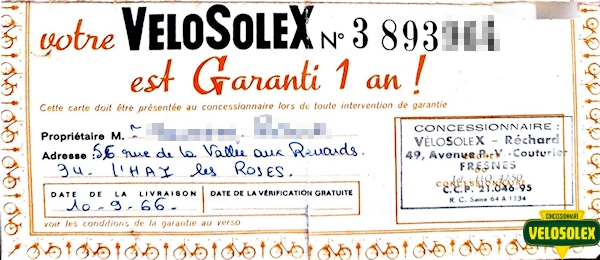 votre VELOSOLEX N° 3 893
est Garanti 1 an !
Cette carte doit être présentée au concessionnaire lors de toute intervention de garantie
Propriétaire M.
Adresse : 56 rue de la Vallée aux Renards.
94. L'HAY les Roses.
DATE DE LA LIVRAISON
10-9-66.
DATE DE LA VÉRIFICATION GRATUITE
voir les conditions de la garantie au verso
CONCESSIONNAIRE :
VÉLOSOLEX - Réchard
49, Avenue P.-V - Couturier
FRESNES
CONCESSIONNAIRE
C.C.P. 21.046 95
R. C. Seine 64 A 1734
CONCESSIONNAIRE
VELOSOLEX